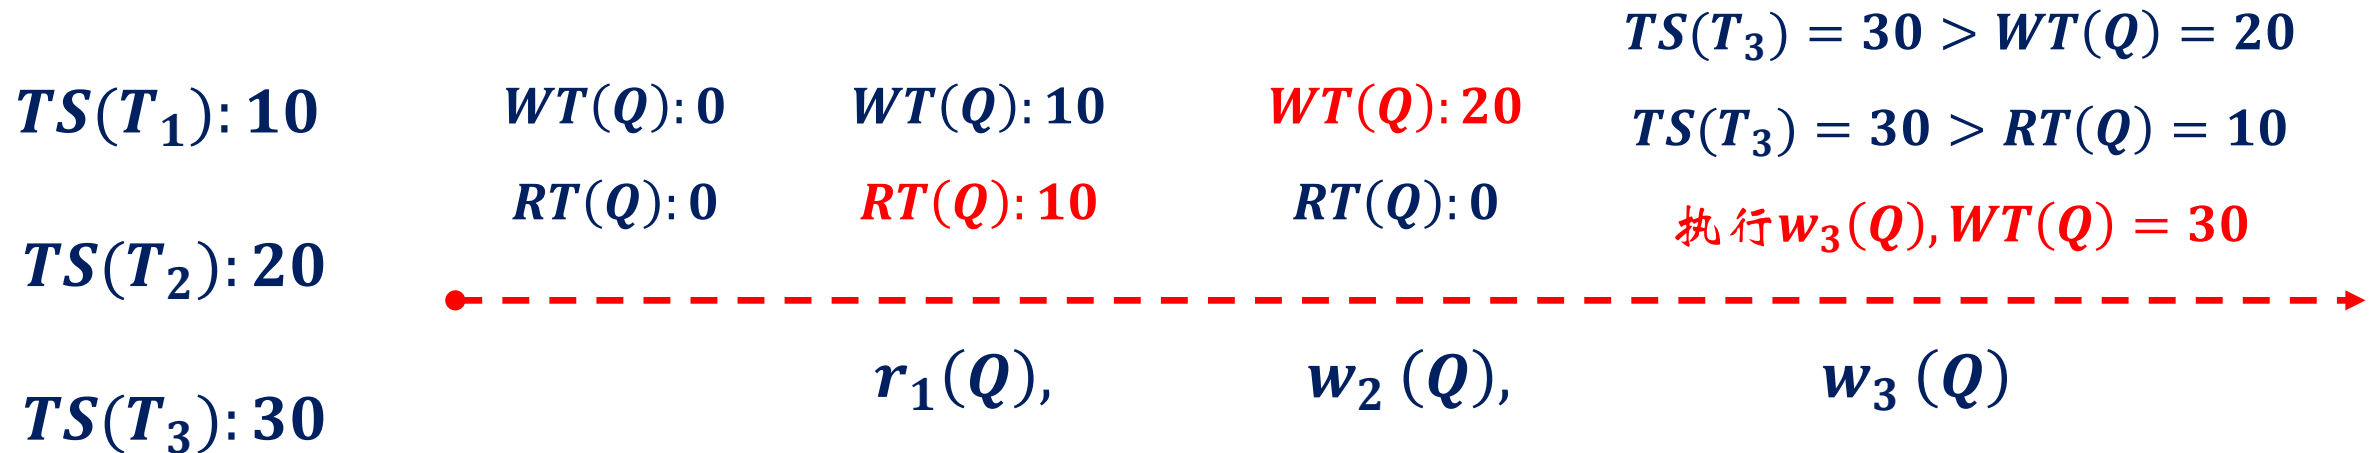 TS(T₁): 10
TS(T₂): 20
TS(T₃): 30
WT(Q): 0
RT(Q): 0
WT(Q): 10
RT(Q): 10
WT(Q): 20
RT(Q): 0
TS(T₃) = 30 > WT(Q) = 20
TS(T₃) = 30 > RT(Q) = 10
执行w₃(Q), WT(Q) = 30
r₁(Q), w₂ (Q), w₃ (Q)